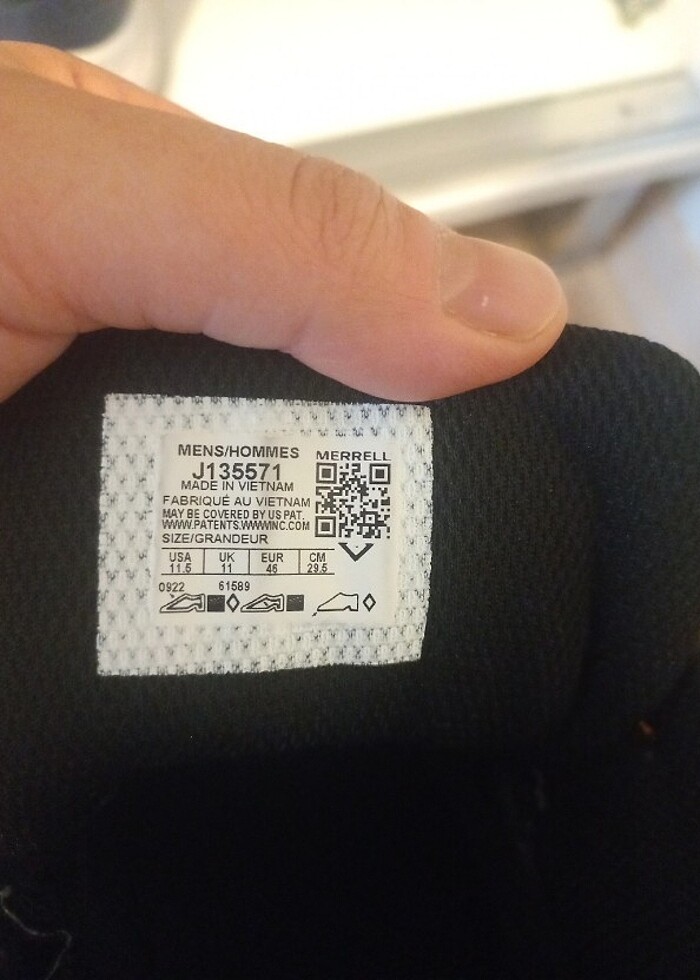 MENS/HOMMES
MERRELL
J135571
MADE IN VIETNAM
FABRIQUÉ AU VIETNAM
MAY BE COVERED BY US PAT.
WWW.PATENTS.WWWINC.COM
SIZE/GRANDEUR
USA UK EUR CM
11.5 11 46 29.5
0922 61589